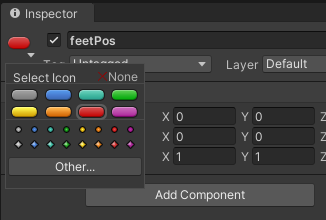 Inspector
feetPos
Tag Untagged Layer Default
Select Icon None
X 0 Y 0 Z
X 0 Y 0 Z
X 1 Y 1 Z
Other...
Add Component